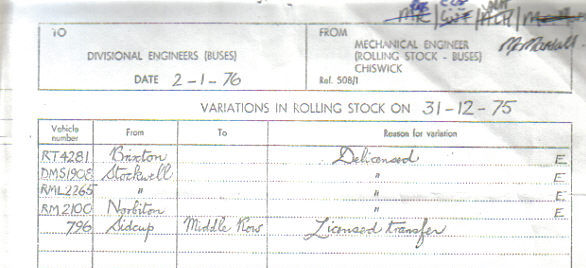 TO
DIVISIONAL ENGINEERS (BUSES)
DATE 2-1-76
FROM
MECHANICAL ENGINEER
(ROLLING STOCK - BUSES)
CHISWICK
Ref. 508/1
VARIATIONS IN ROLLING STOCK ON 31-12-75
Vehicle number From To Reason for variation
RT4281 Brixton Delicensed E
DMS1908 Stockwell " E
RML2265 " " E
RM2100 Norbiton " E
796 Sidcup Middle Row Licensed transfer